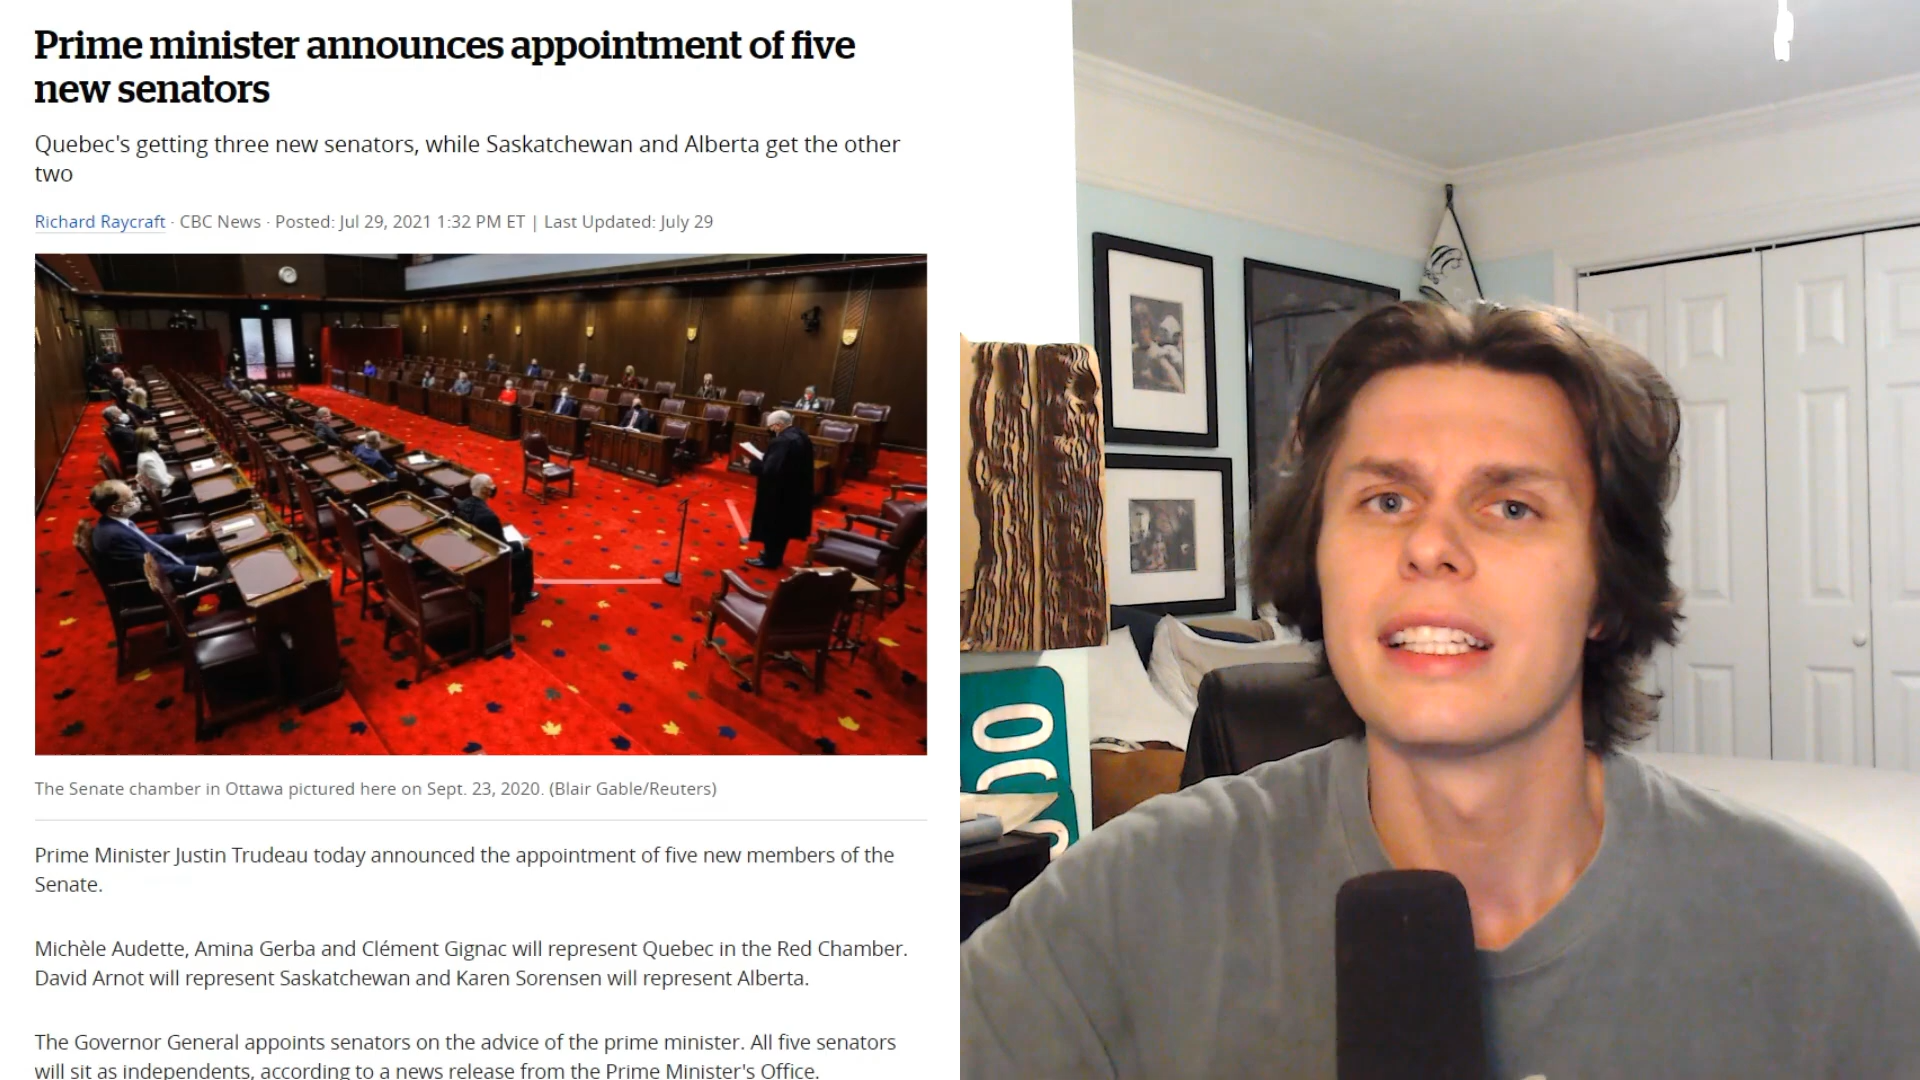 Prime minister announces appointment of five
new senators
Quebec's getting three new senators, while Saskatchewan and Alberta get the other
two
Richard Raycraft · CBC News · Posted: Jul 29, 2021 1:32 PM ET | Last Updated: July 29
The Senate chamber in Ottawa pictured here on Sept. 23, 2020. (Blair Gable/Reuters)
Prime Minister Justin Trudeau today announced the appointment of five new members of the
Senate.
Michèle Audette, Amina Gerba and Clément Gignac will represent Quebec in the Red Chamber.
David Arnot will represent Saskatchewan and Karen Sorensen will represent Alberta.
The Governor General appoints senators on the advice of the prime minister. All five senators
will sit as independents, according to a news release from the Prime Minister's Office.